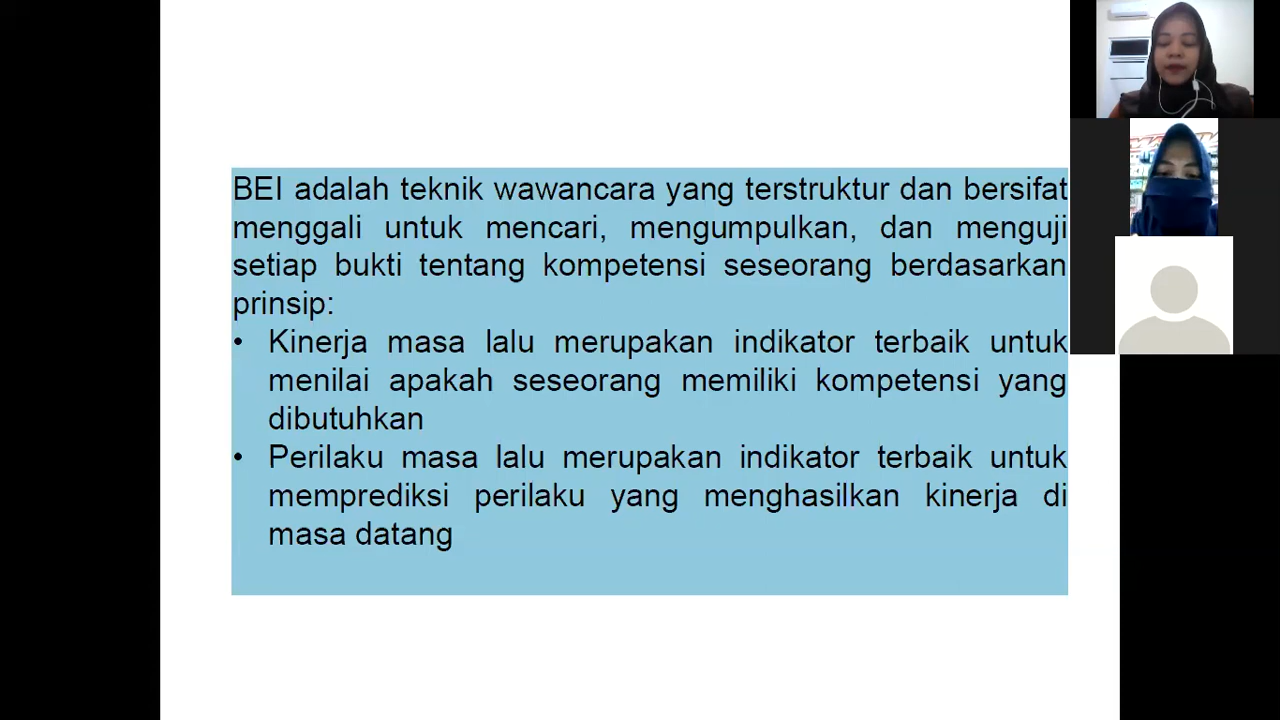 BEI adalah teknik wawancara yang terstruktur dan bersifat
menggali untuk mencari, mengumpulkan, dan menguji
setiap bukti tentang kompetensi seseorang berdasarkan
prinsip:
• Kinerja masa lalu merupakan indikator terbaik untuk
menilai apakah seseorang memiliki kompetensi yang
dibutuhkan
• Perilaku masa lalu merupakan indikator terbaik untuk
memprediksi perilaku yang menghasilkan kinerja di
masa datang